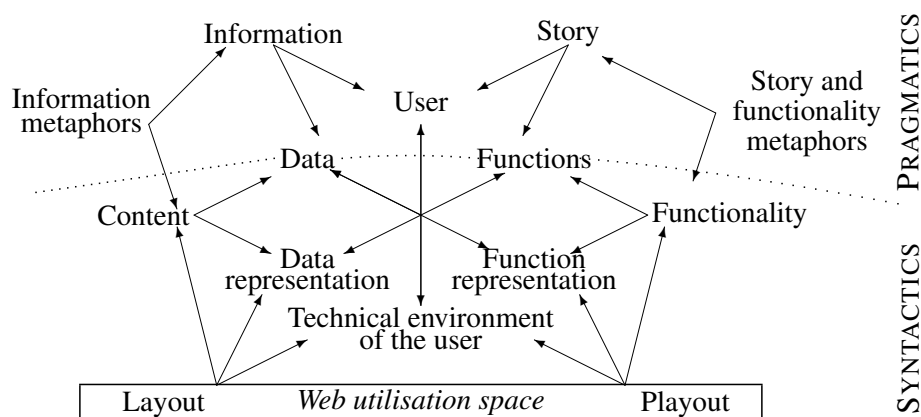 Information
Story
PRAGMATICS
Information
metaphors
User
Story and
functionality
metaphors
Data
Functions
Content
Functionality
Data
representation
Function
representation
Technical environment
of the user
SYNTACTICS
Layout
Web utilisation space
Playout